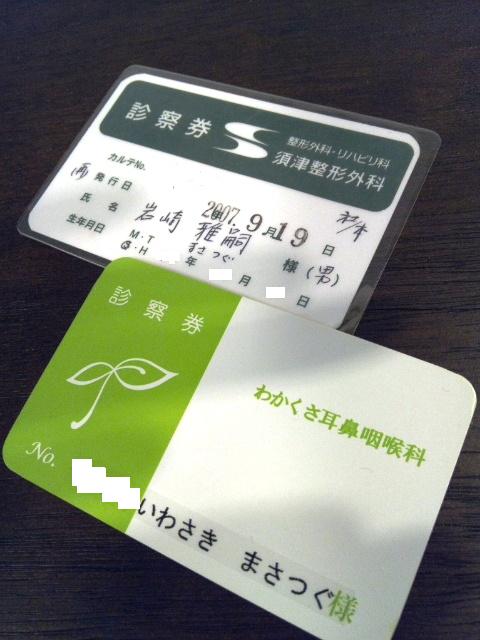 診察券
整形外科・リハビリ科
須津整形外科
カルテNo.
再 発行日 2007. 9月19日 社/本
氏名 岩崎 雅嗣 様(男)
まさつぐ
生年月日 M・T
S・H 年 月 日
診察券
わかくさ耳鼻咽喉科
No.
いわさき まさつぐ様